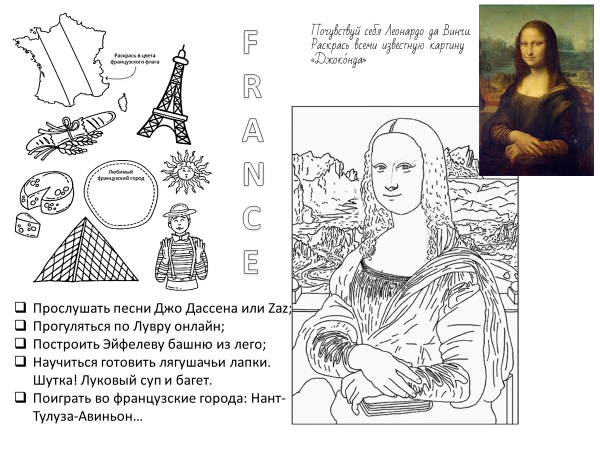 Раскрась в цвета
французского флага
FRANCE
Любимый
французский город
Почувствуй себя Леонардо да Винчи.
Раскрась всеми известную картину
«Джоконда»
Прослушать песни Джо Дассена или Zaz;
Прогуляться по Лувру онлайн;
Построить Эйфелеву башню из лего;
Научиться готовить лягушачьи лапки.
Шутка! Луковый суп и багет.
Поиграть во французские города: Нант-
Тулуза-Авиньон...